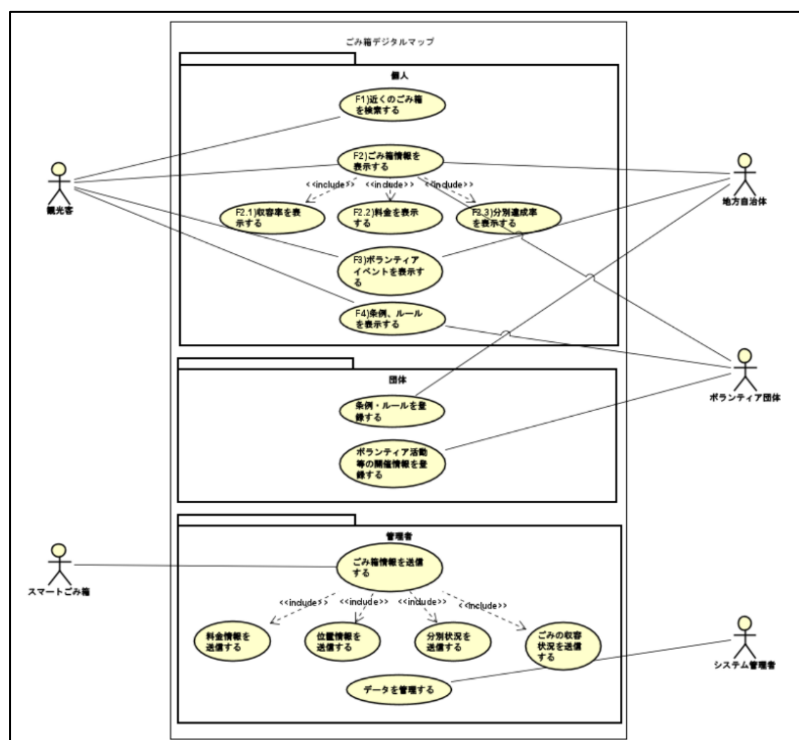 ごみ箱デジタルマップ
個人
F1)近くのごみ箱
を検索する
F2)ごみ箱情報を
表示する
<<include>>
<<include>>
<<include>>
F2.1)収容率を表
示する
F2.2)料金を表示
する
F2.3)分別達成率
を表示する
F3)ボランティア
イベントを表示す
る
F4)条例、ルール
を表示する
観光客
地方自治体
団体
条例・ルールを登
録する
ボランティア活動
等の開催情報を登
録する
ボランティア団体
管理者
ごみ箱情報を送信
する
スマートごみ箱
<<include>>
<<include>>
<<include>>
<<include>>
料金情報を
送信する
位置情報を
送信する
分別状況を
送信する
ごみの収容
状況を送信
する
データを管理する
システム管理者